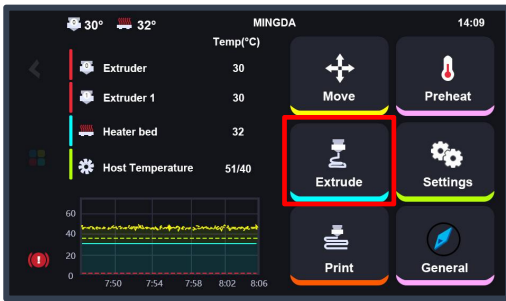 30° 32° MINGDA 14:09
Temp(°C)
Extruder 30
Extruder 1 30
Heater bed 32
Host Temperature 51/40
Move
Preheat
Extrude
Settings
Print
General
60
40
20
0
7:50 7:54 7:58 8:02 8:06